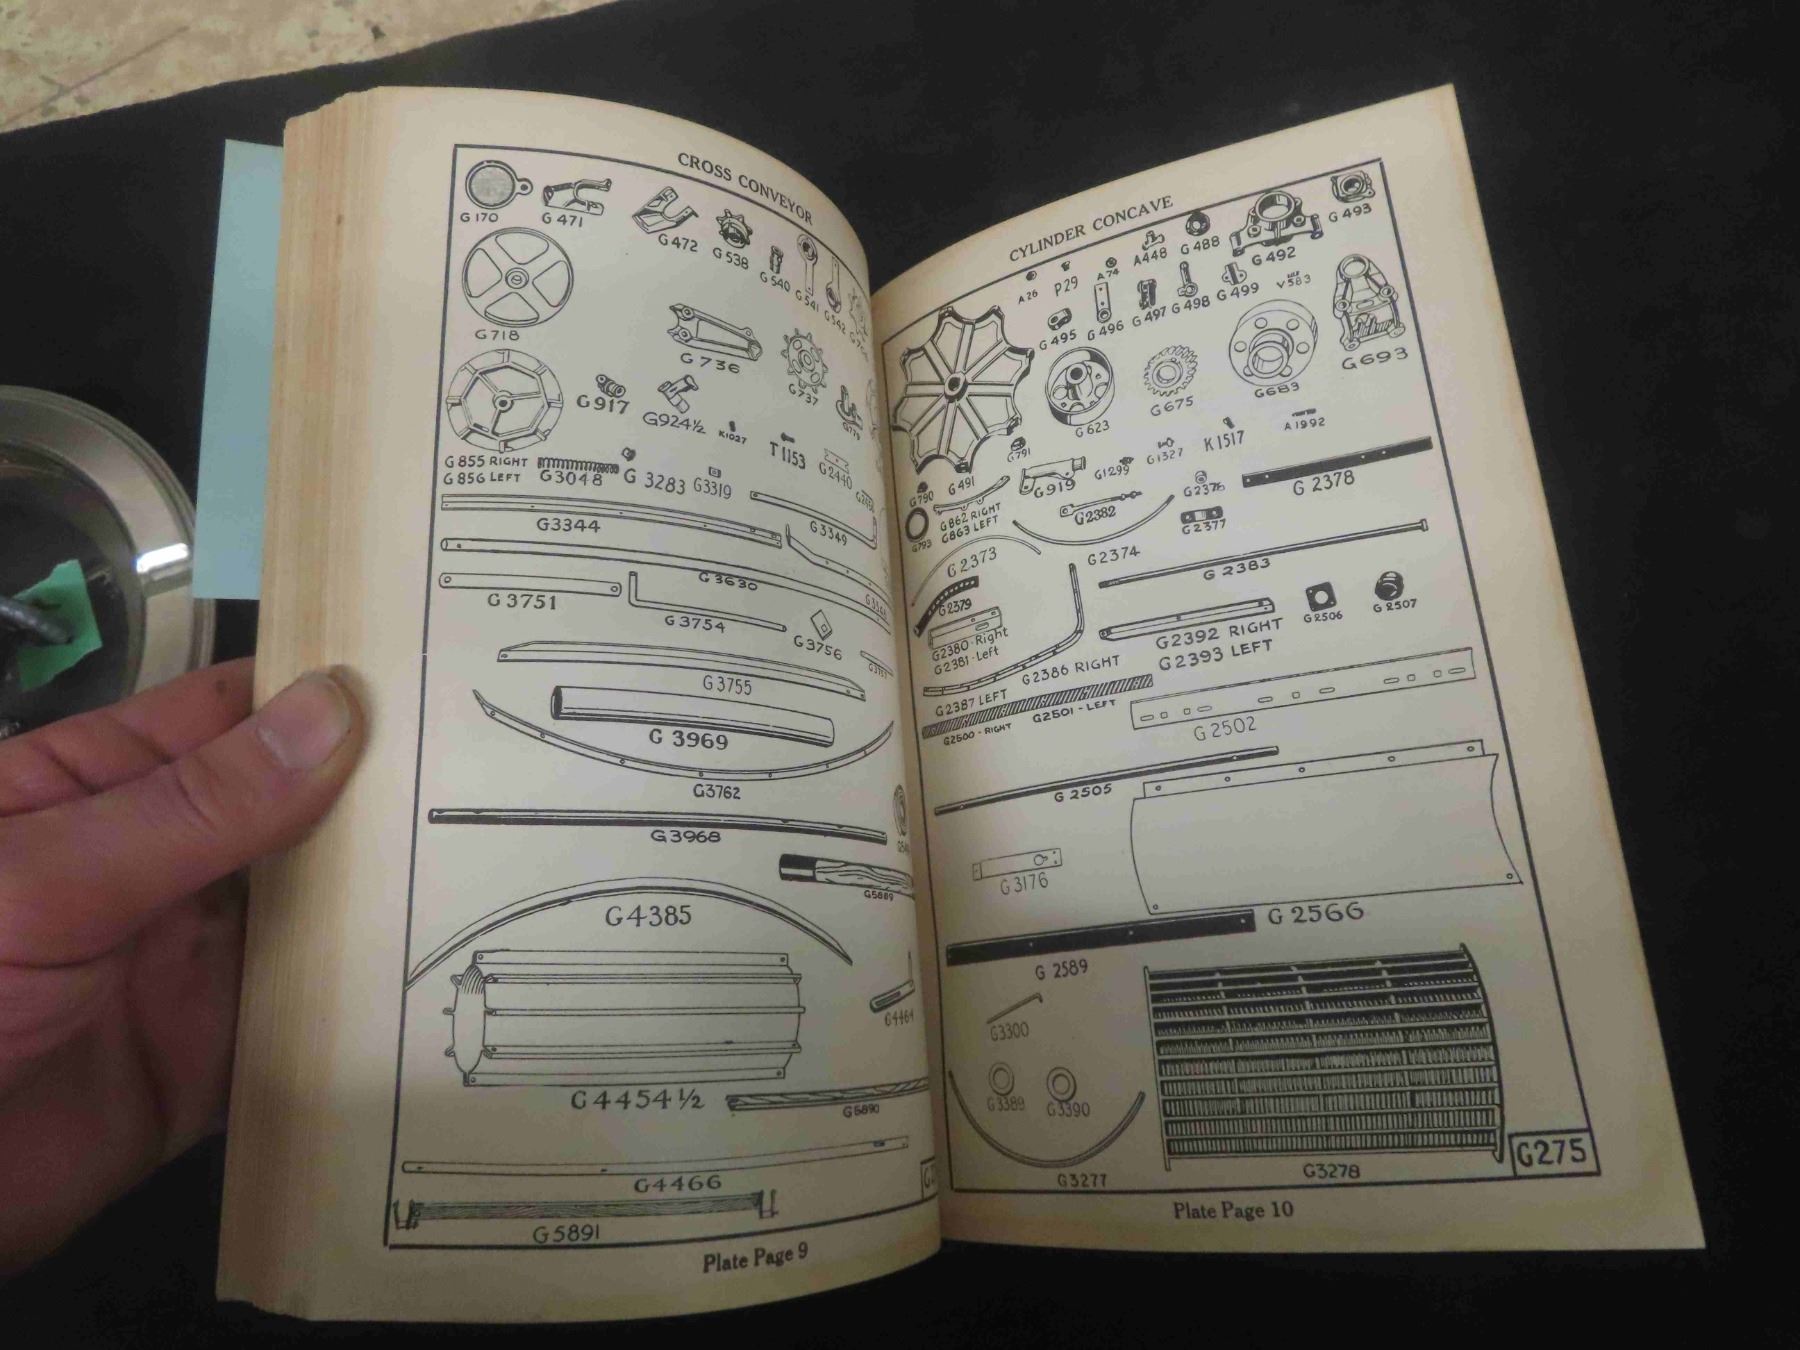 CROSS CONVEYOR
G170
G471
G472
G538
G540
G541
G542
G718
G736
G737
G779
G917
G924½
K1027
T1153
G2440
G855 RIGHT
G856 LEFT
G3048
G3283
G3319
G3344
G3349
G3630
G3751
G3754
G3756
G3755
G3969
G3762
G3968
G5889
G4385
G4464
G4454½
G5890
G4466
G5891
Plate Page 9
CYLINDER CONCAVE
A26
P29
A74
A448
G488
G492
G493
G495
G496
G497
G498
G499
V583
G693
G623
G675
G683
G491
G790
G791
G919
G1299
G1327
K1517
A1992
G793
G862 RIGHT
G863 LEFT
G2382
G2376
G2378
G2373
G2374
G2377
G2379
G2383
G2380-Right
G2381-Left
G2386 RIGHT
G2387 LEFT
G2392 RIGHT
G2393 LEFT
G2506
G2507
G2500-RIGHT
G2501-LEFT
G2502
G2505
G3176
G2566
G2589
G3300
G3389
G3390
G3277
G3278
G275
Plate Page 10